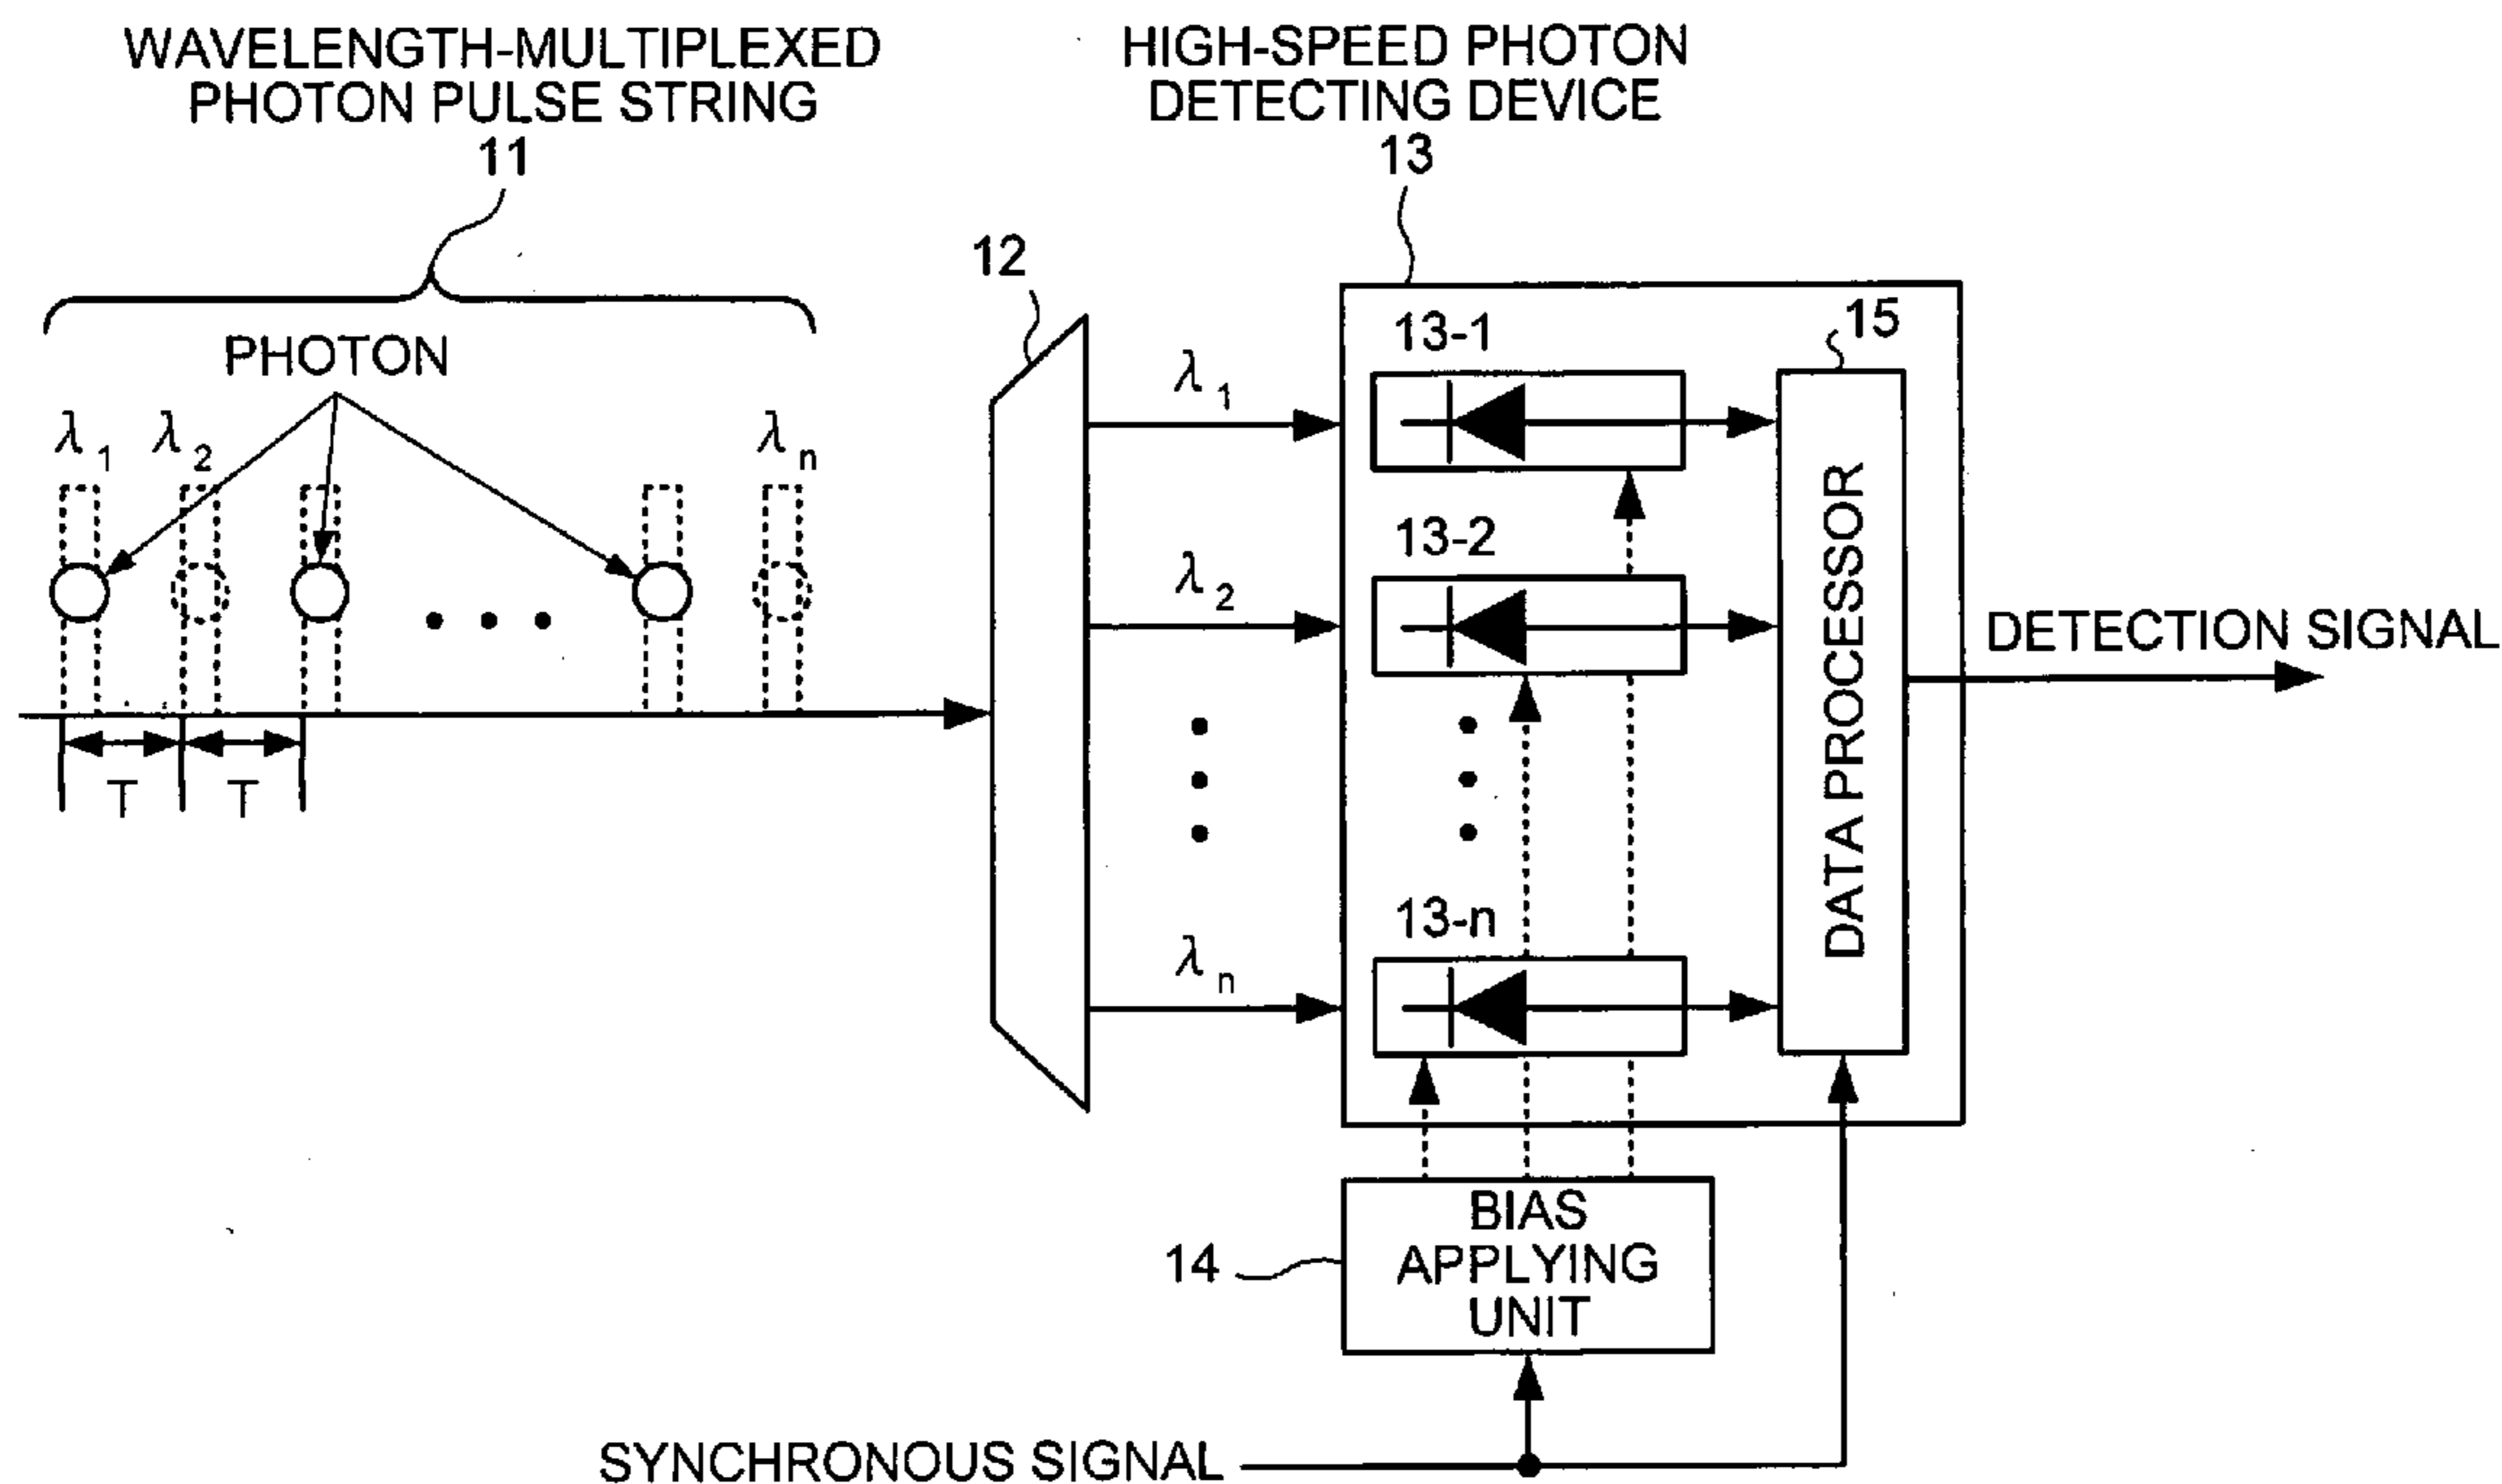 WAVELENGTH-MULTIPLEXED
PHOTON PULSE STRING
11
HIGH-SPEED PHOTON
DETECTING DEVICE
13
12
PHOTON
λ1 λ2 λn
T T
λ1
λ2
λn
13-1
13-2
13-n
15
DATA PROCESSOR
DETECTION SIGNAL
14
BIAS
APPLYING
UNIT
SYNCHRONOUS SIGNAL